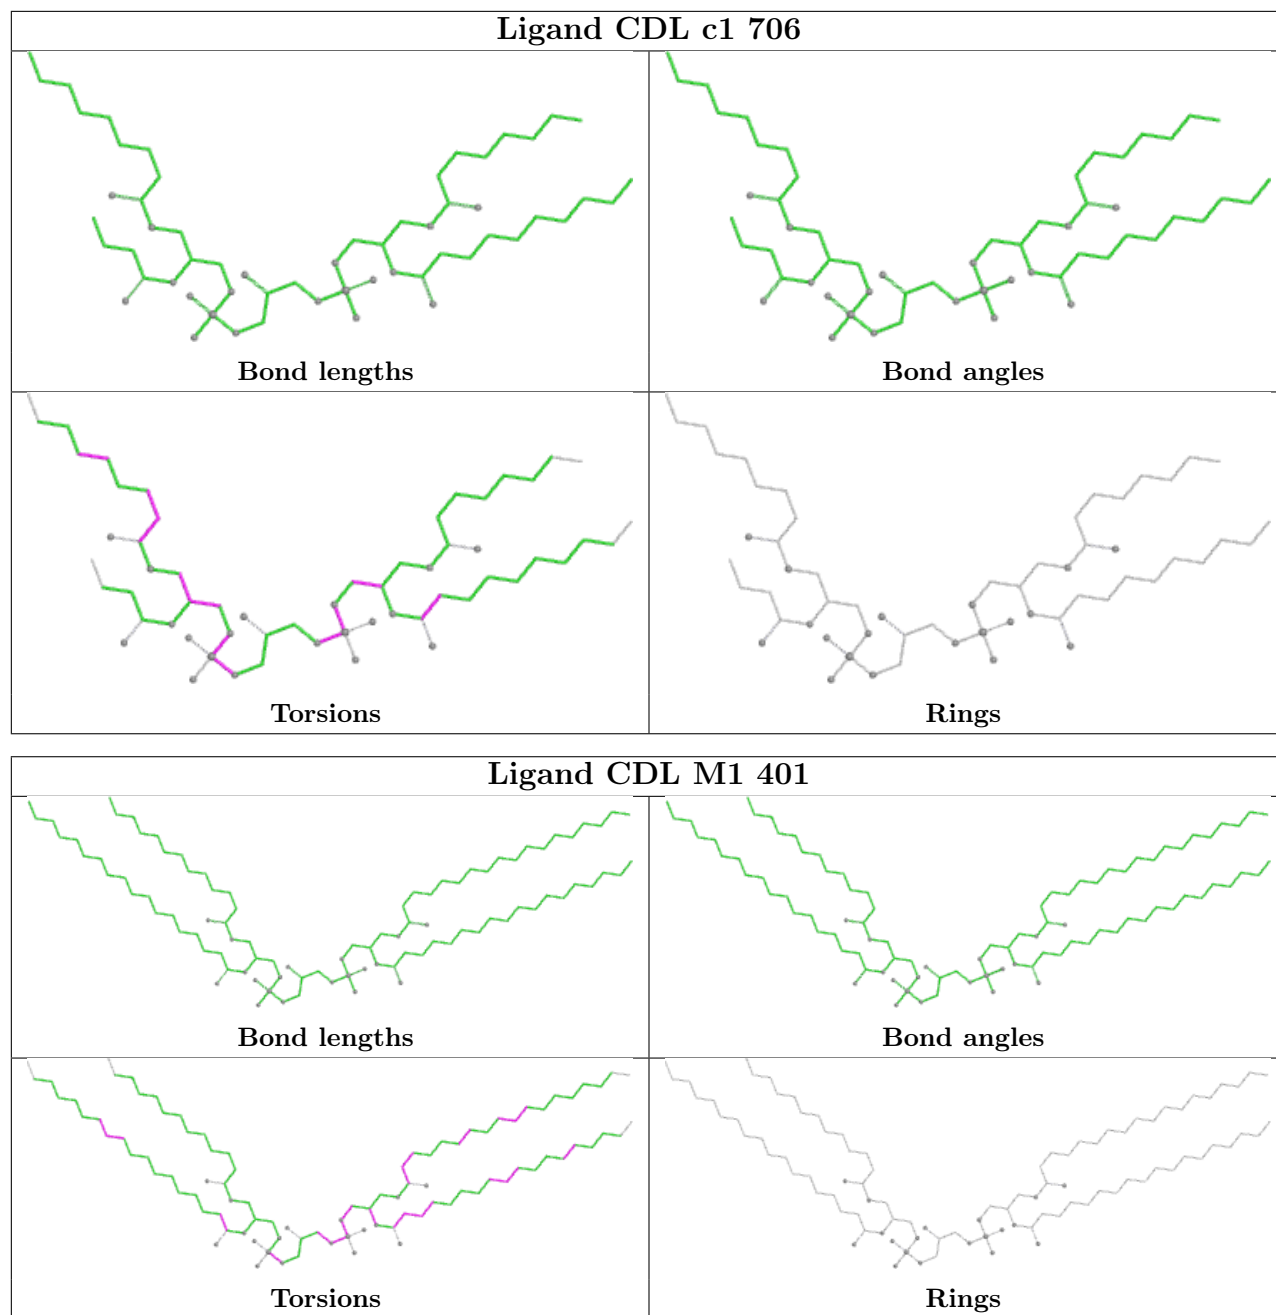 Ligand CDL c1 706
Bond lengths
Bond angles
Torsions
Rings
Ligand CDL M1 401
Bond lengths
Bond angles
Torsions
Rings